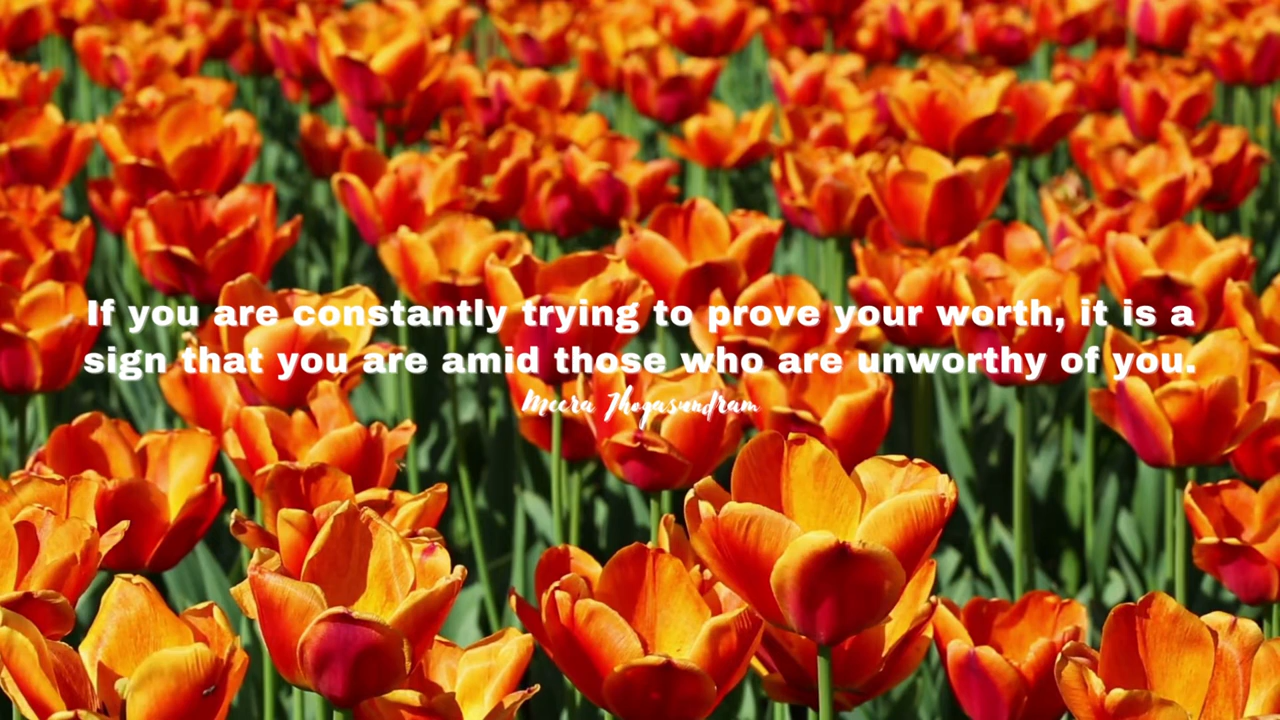 If you are constantly trying to prove your worth, it is a
sign that you are amid those who are unworthy of you.
Meera Jhogasundram